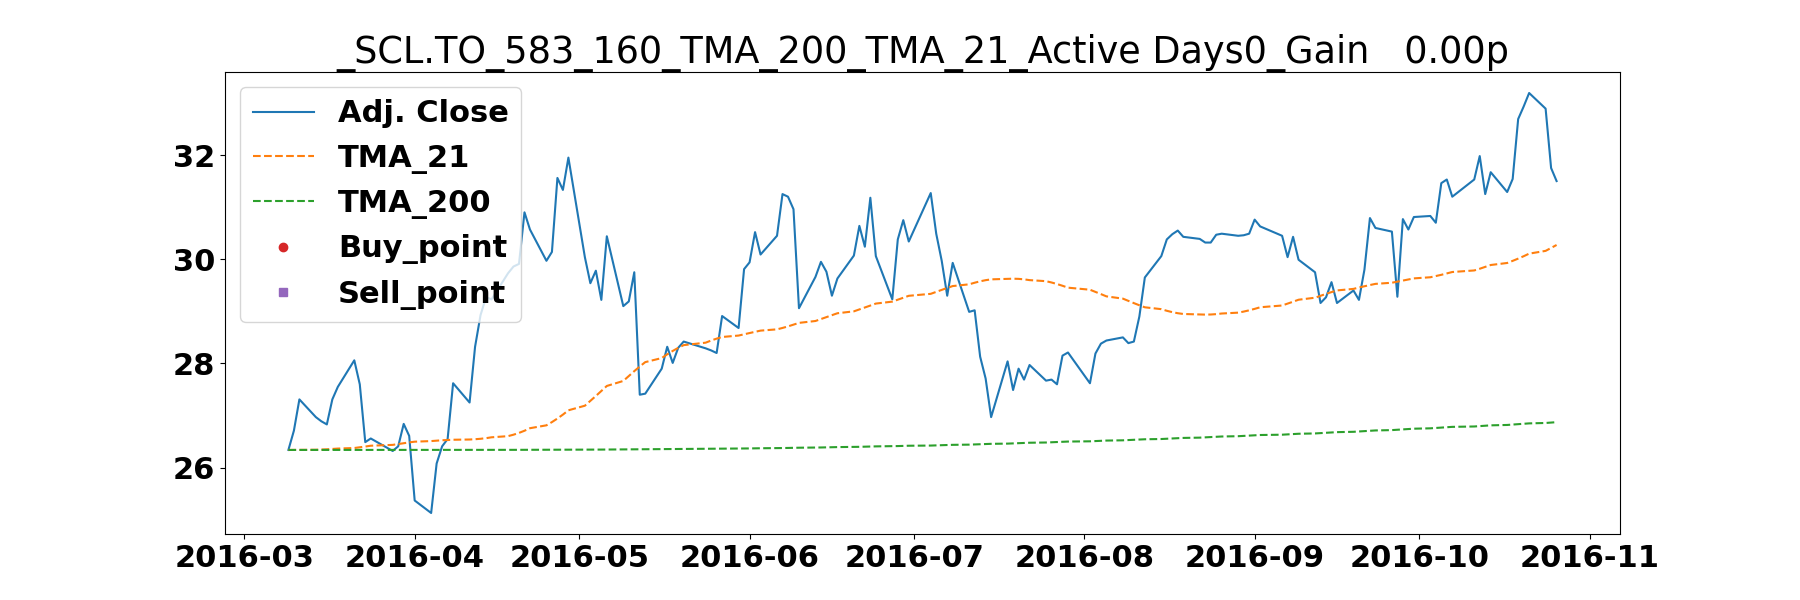 _SCL.TO_583_160_TMA_200_TMA_21_Active Days0_Gain   0.00p
Adj. Close
TMA_21
TMA_200
Buy_point
Sell_point
32
30
28
26
2016-03 2016-04 2016-05 2016-06 2016-07 2016-08 2016-09 2016-10 2016-11